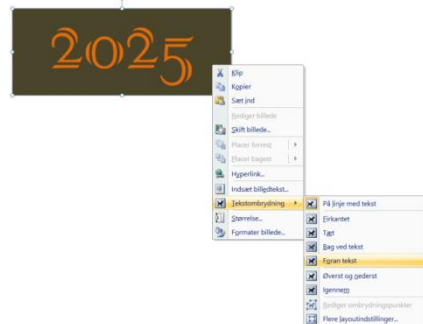 2025
Klip
Kopier
Sæt ind
Rediger billede
Skift billede...
Placer forrest
Placer bagest
Hyperlink...
Indsæt billedtekst...
Tekstombrydning
Størrelse...
Formater billede...
På linje med tekst
Firkantet
Tæt
Bag ved tekst
Foran tekst
Øverst og nederst
Igennem
Rediger ombrydningspunkter
Flere layoutindstillinger...